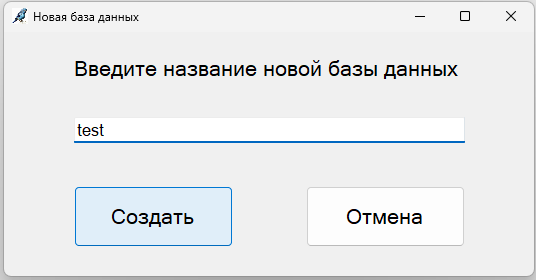 Новая база данных
Введите название новой базы данных
test
Создать
Отмена